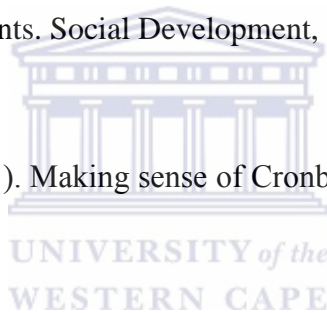 nts. Social Development,
). Making sense of Cronb
UNIVERSITY of the
WESTERN CAPE